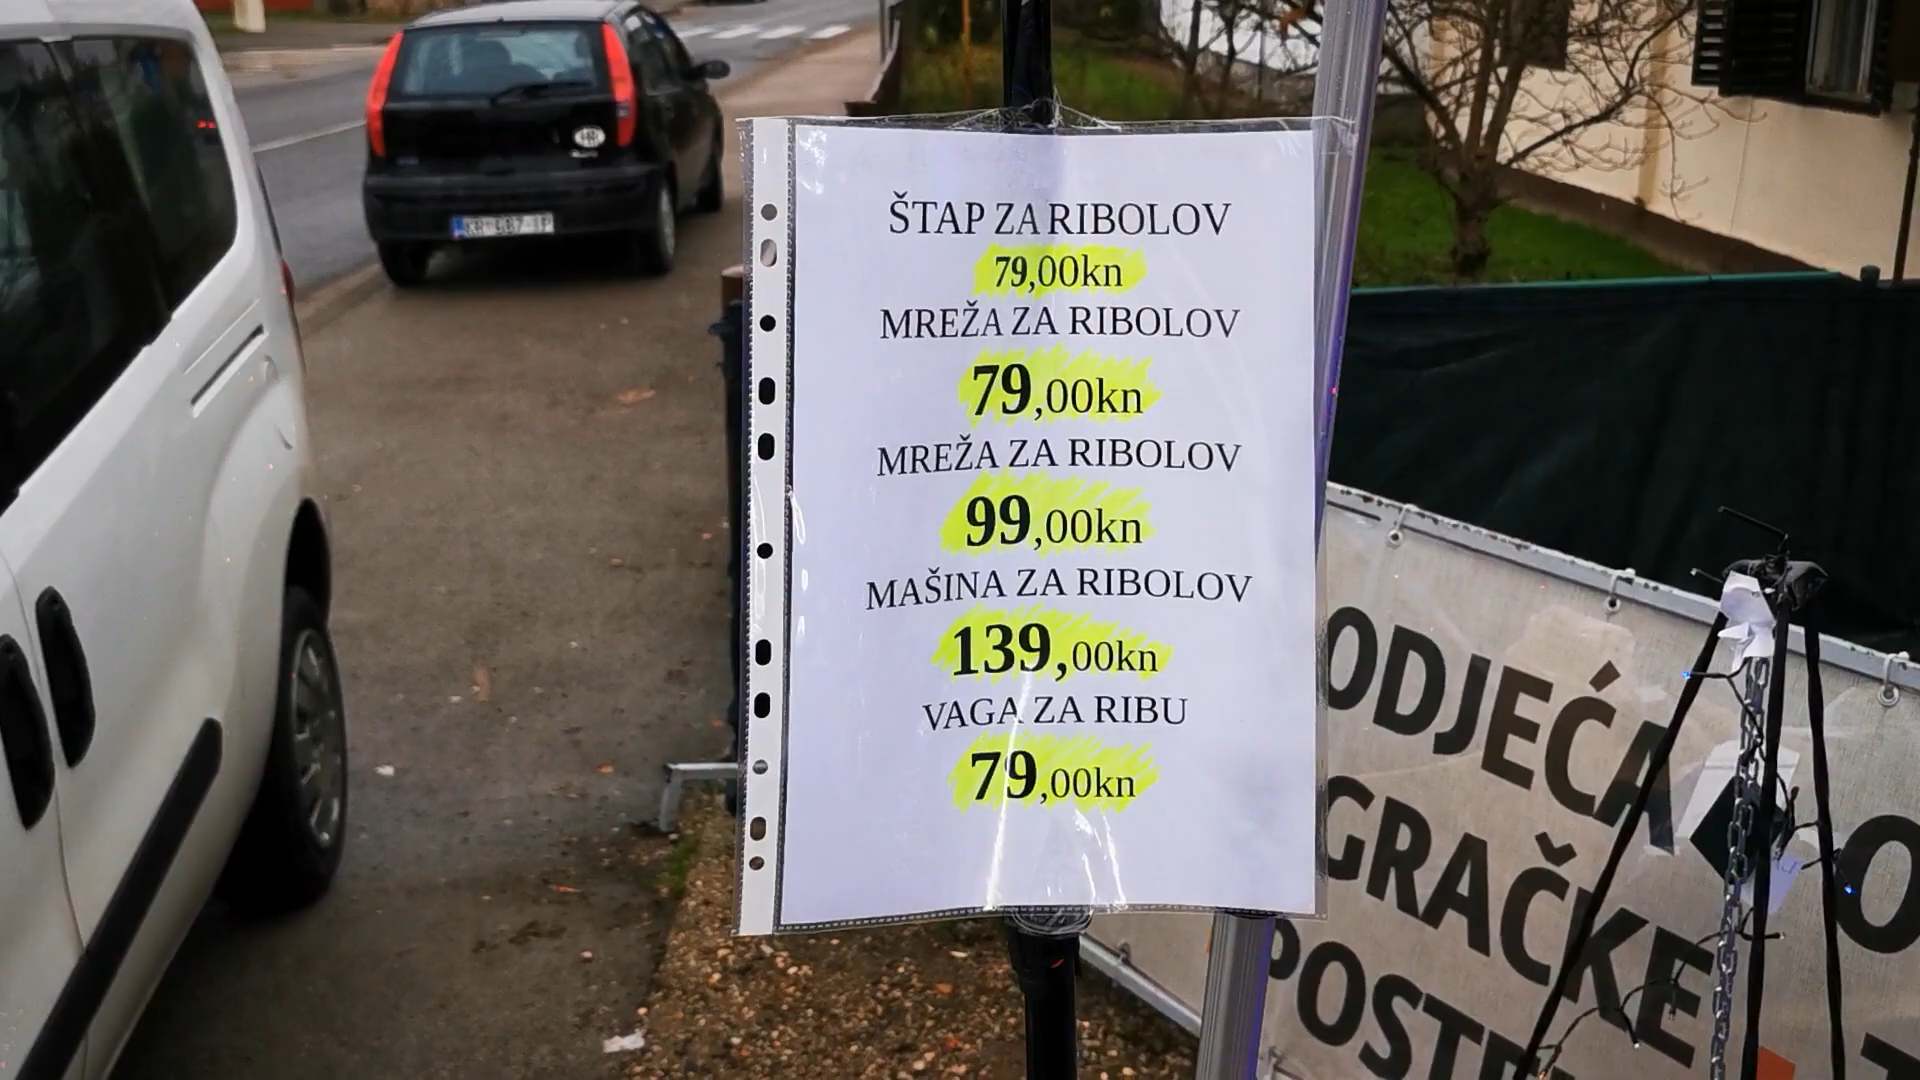 ŠTAP ZA RIBOLOV
79,00kn
MREŽA ZA RIBOLOV
79,00kn
MREŽA ZA RIBOLOV
99,00kn
MAŠINA ZA RIBOLOV
139,00kn
VAGA ZA RIBU
79,00kn
ODJEĆA
GRAČKE
POSTE